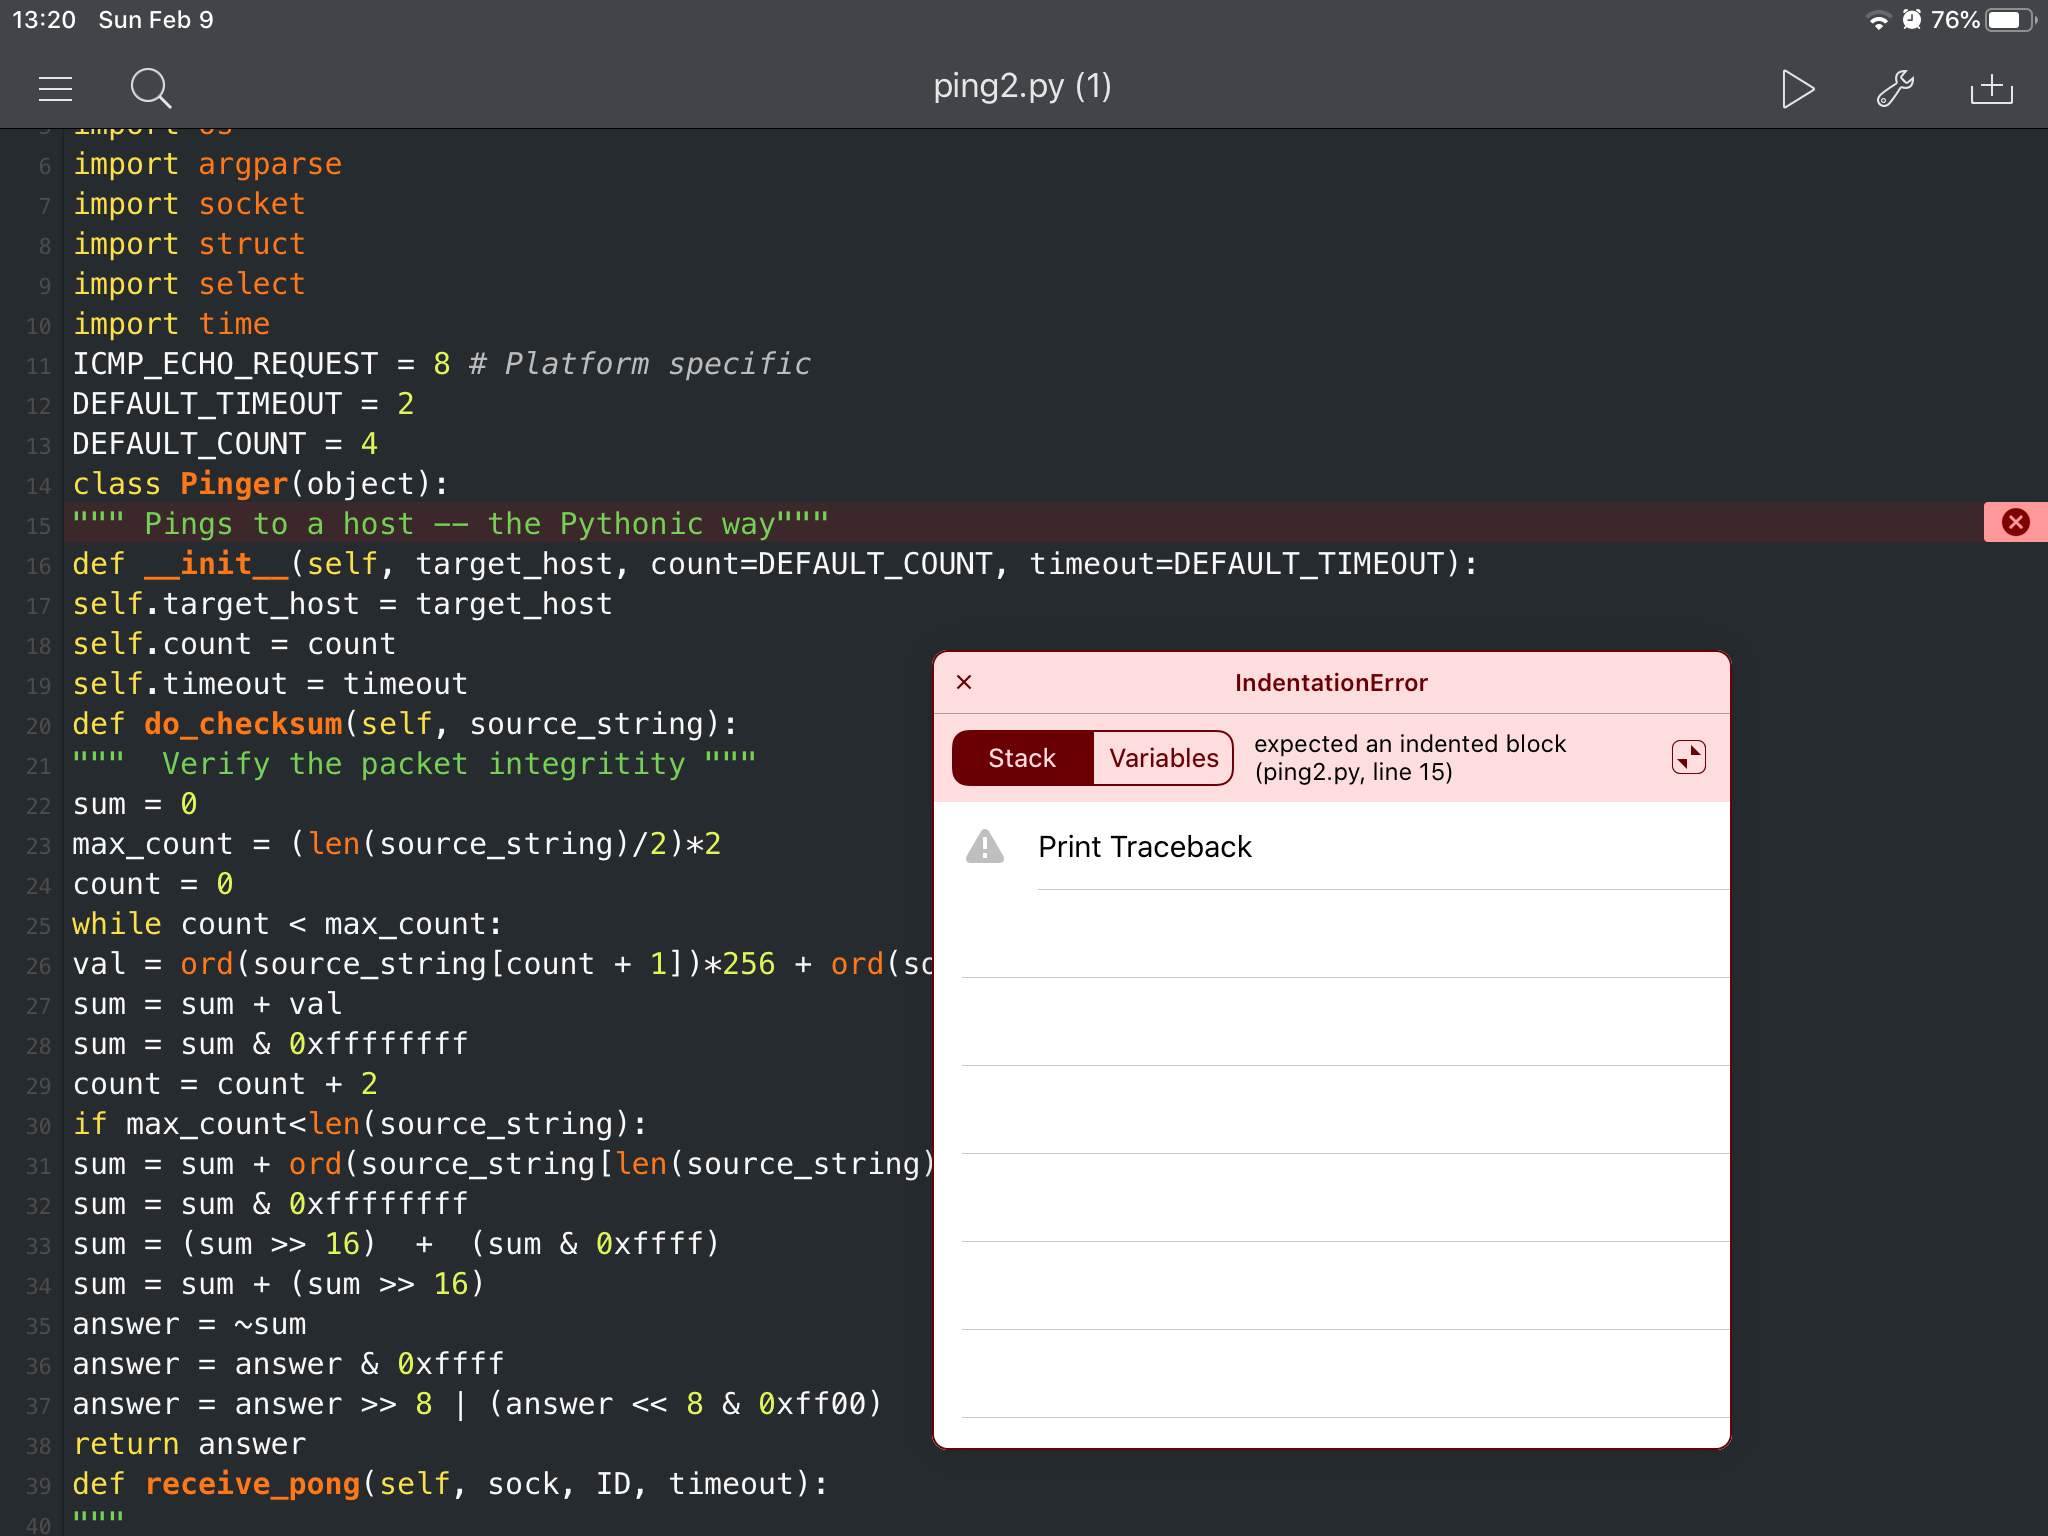 13:20 Sun Feb 9
76%
ping2.py (1)
5 import os
6 import argparse
7 import socket
8 import struct
9 import select
10 import time
11 ICMP_ECHO_REQUEST = 8 # Platform specific
12 DEFAULT_TIMEOUT = 2
13 DEFAULT_COUNT = 4
14 class Pinger(object):
15 """ Pings to a host -- the Pythonic way"""
16 def __init__(self, target_host, count=DEFAULT_COUNT, timeout=DEFAULT_TIMEOUT):
17 self.target_host = target_host
18 self.count = count
19 self.timeout = timeout
20 def do_checksum(self, source_string):
21 """  Verify the packet integritity """
22 sum = 0
23 max_count = (len(source_string)/2)*2
24 count = 0
25 while count < max_count:
26 val = ord(source_string[count + 1])*256 + ord(so
27 sum = sum + val
28 sum = sum & 0xffffffff
29 count = count + 2
30 if max_count<len(source_string):
31 sum = sum + ord(source_string[len(source_string)
32 sum = sum & 0xffffffff
33 sum = (sum >> 16)  +  (sum & 0xffff)
34 sum = sum + (sum >> 16)
35 answer = ~sum
36 answer = answer & 0xffff
37 answer = answer >> 8 | (answer << 8 & 0xff00)
38 return answer
39 def receive_pong(self, sock, ID, timeout):
40 """
× IndentationError
Stack Variables
expected an indented block
(ping2.py, line 15)
Print Traceback